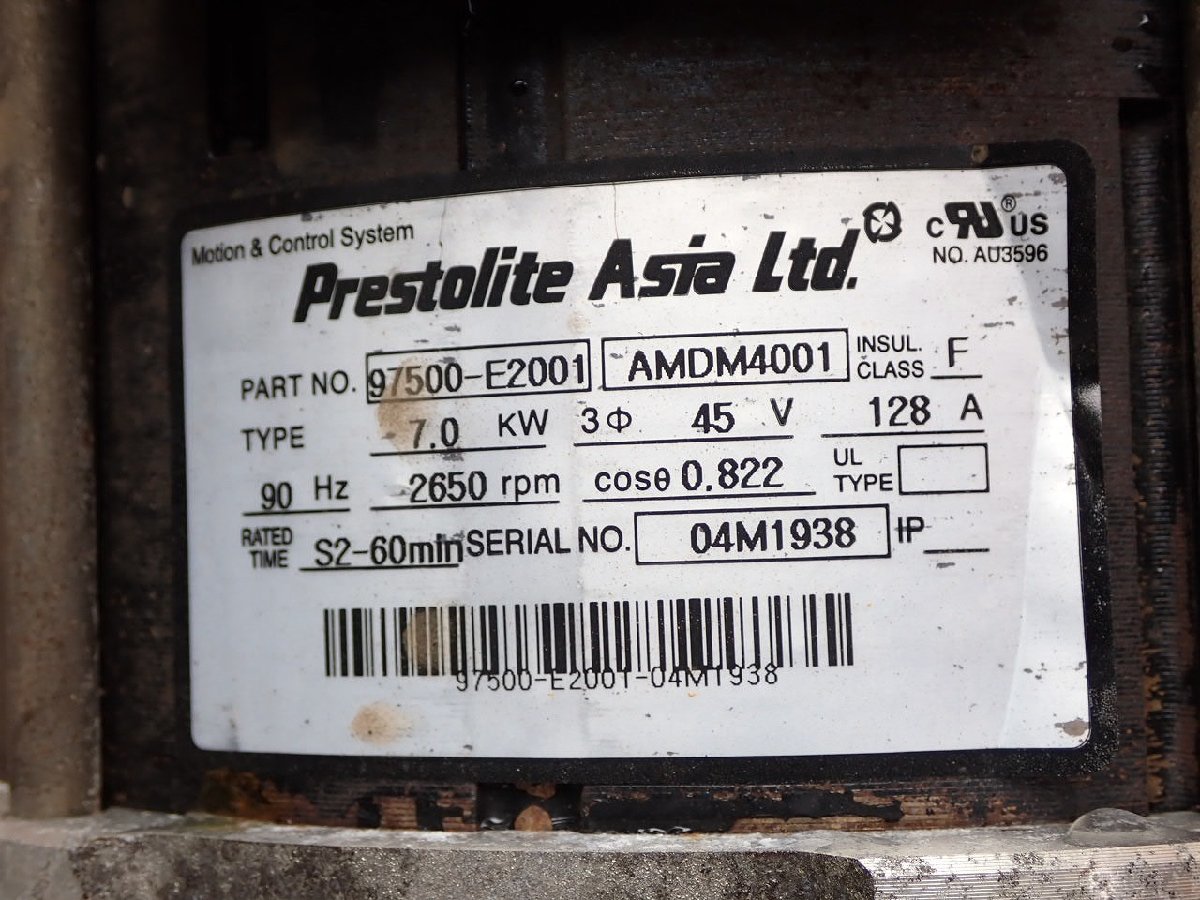 Motion & Control System
Prestolite Asia Ltd.
c RU ® US
NO. AU3596
PART NO. 97500-E2001 AMDM4001 INSUL. CLASS F
TYPE 7.0 KW 3Φ 45 V 128 A
90 Hz 2650 rpm cosθ 0.822 UL TYPE
RATED TIME S2-60min SERIAL NO. 04M1938 IP
97500-E2001-04M1938